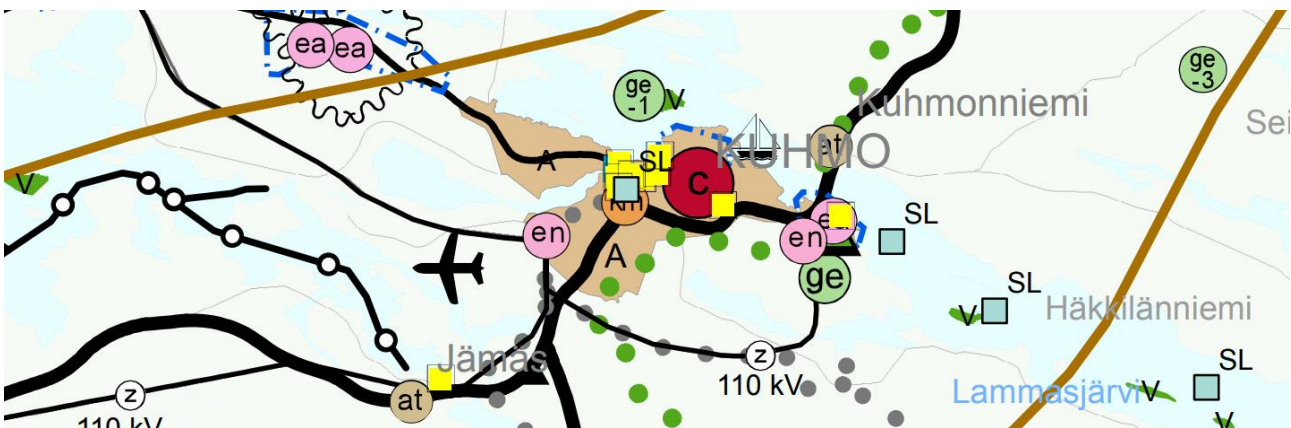 ea ea
ge
-1
V
ge
-3
Kuhmonniemi
Sei
KUHMO
at
A
SL
c
km
V
en
en
SL
A
ge
SL
V
Häkkilänniemi
Jämäs
z
110 kV
SL
Lammasjärvi
V
z
110 kV
at
V